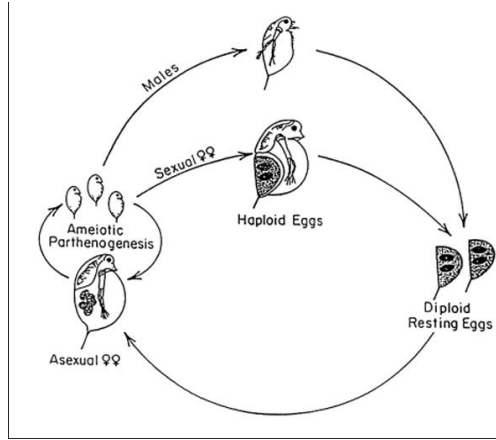 Males
Sexual ♀♀
Haploid Eggs
Ameiotic
Parthenogenesis
Diploid
Resting Eggs
Asexual ♀♀